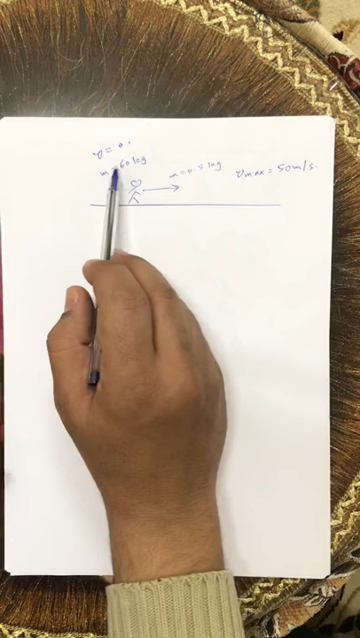 v = 0.
m = 60 kg
m = 0.5 kg
vmax = 50 m/s.